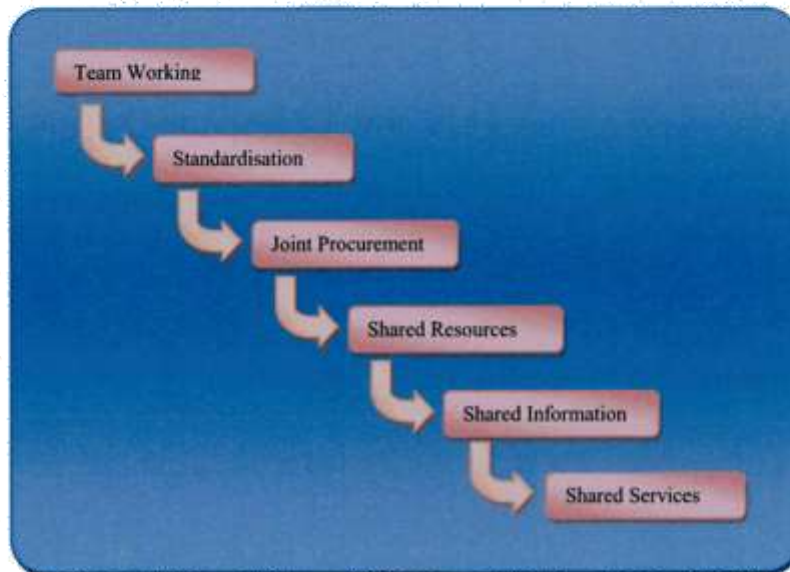 Team Working
Standardisation
Joint Procurement
Shared Resources
Shared Information
Shared Services